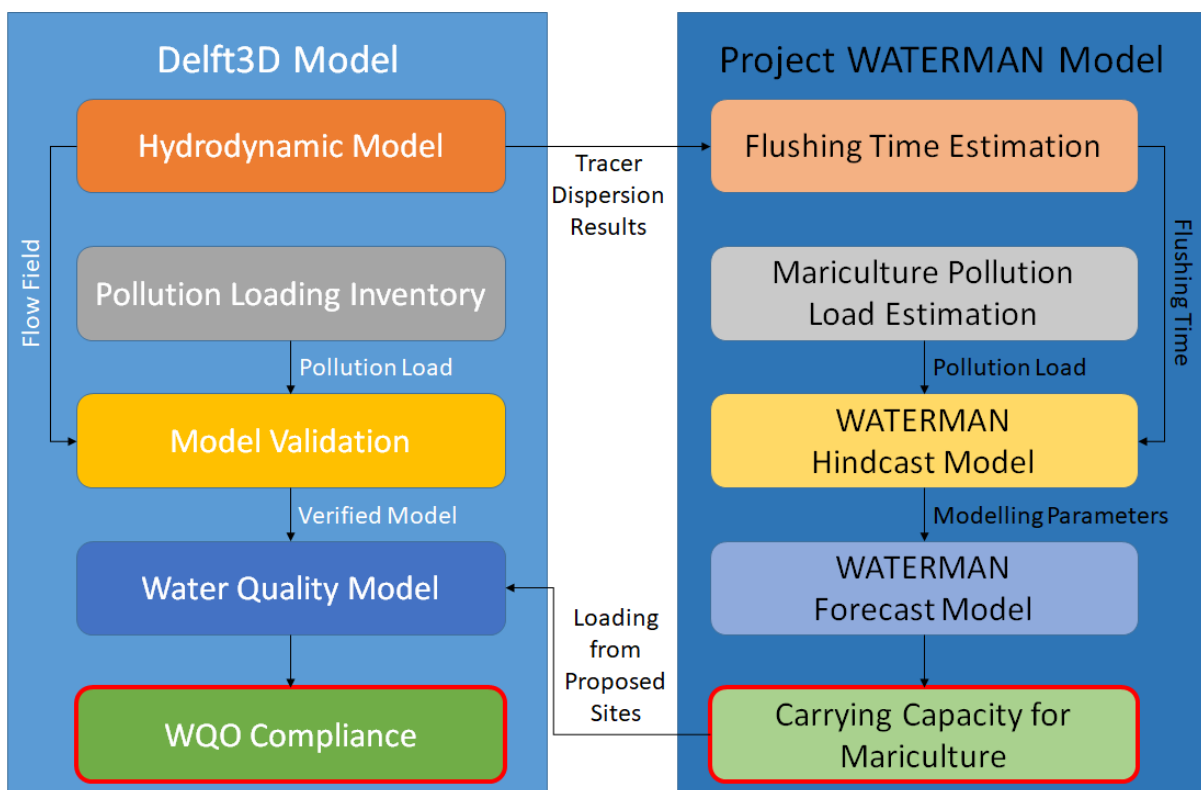 Delft3D Model
Hydrodynamic Model
Flow Field
Pollution Loading Inventory
Pollution Load
Model Validation
Verified Model
Water Quality Model
WQO Compliance
Tracer
Dispersion
Results
Loading
from
Proposed
Sites
Project WATERMAN Model
Flushing Time Estimation
Flushing Time
Mariculture Pollution
Load Estimation
Pollution Load
WATERMAN
Hindcast Model
Modelling Parameters
WATERMAN
Forecast Model
Carrying Capacity for
Mariculture